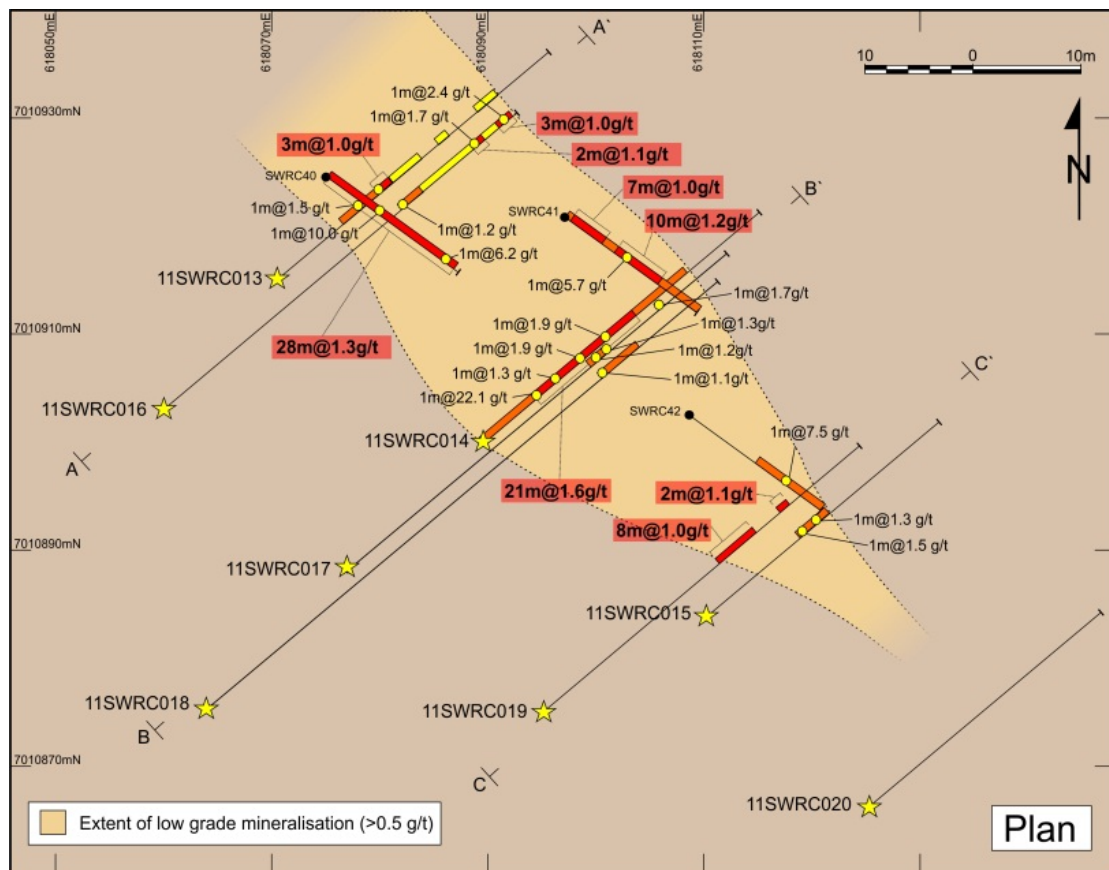 618050mE
618070mE
618090mE
618110mE
A`
10 0 10m
7010930mN
1m@2.4 g/t
1m@1.7 g/t
3m@1.0g/t
3m@1.0g/t
2m@1.1g/t
N
SWRC40
7m@1.0g/t
B`
1m@1.5 g/t
SWRC41
10m@1.2g/t
1m@10.0 g/t
1m@1.2 g/t
1m@6.2 g/t
11SWRC013
1m@5.7 g/t
1m@1.7g/t
7010910mN
1m@1.9 g/t
1m@1.3g/t
28m@1.3g/t
1m@1.9 g/t
1m@1.2g/t
C`
1m@1.3 g/t
1m@1.1g/t
1m@22.1 g/t
11SWRC016
SWRC42
1m@7.5 g/t
11SWRC014
A
21m@1.6g/t
2m@1.1g/t
1m@1.3 g/t
8m@1.0g/t
1m@1.5 g/t
7010890mN
11SWRC017
11SWRC015
11SWRC018
11SWRC019
B
7010870mN
C
11SWRC020
Extent of low grade mineralisation (>0.5 g/t)
Plan